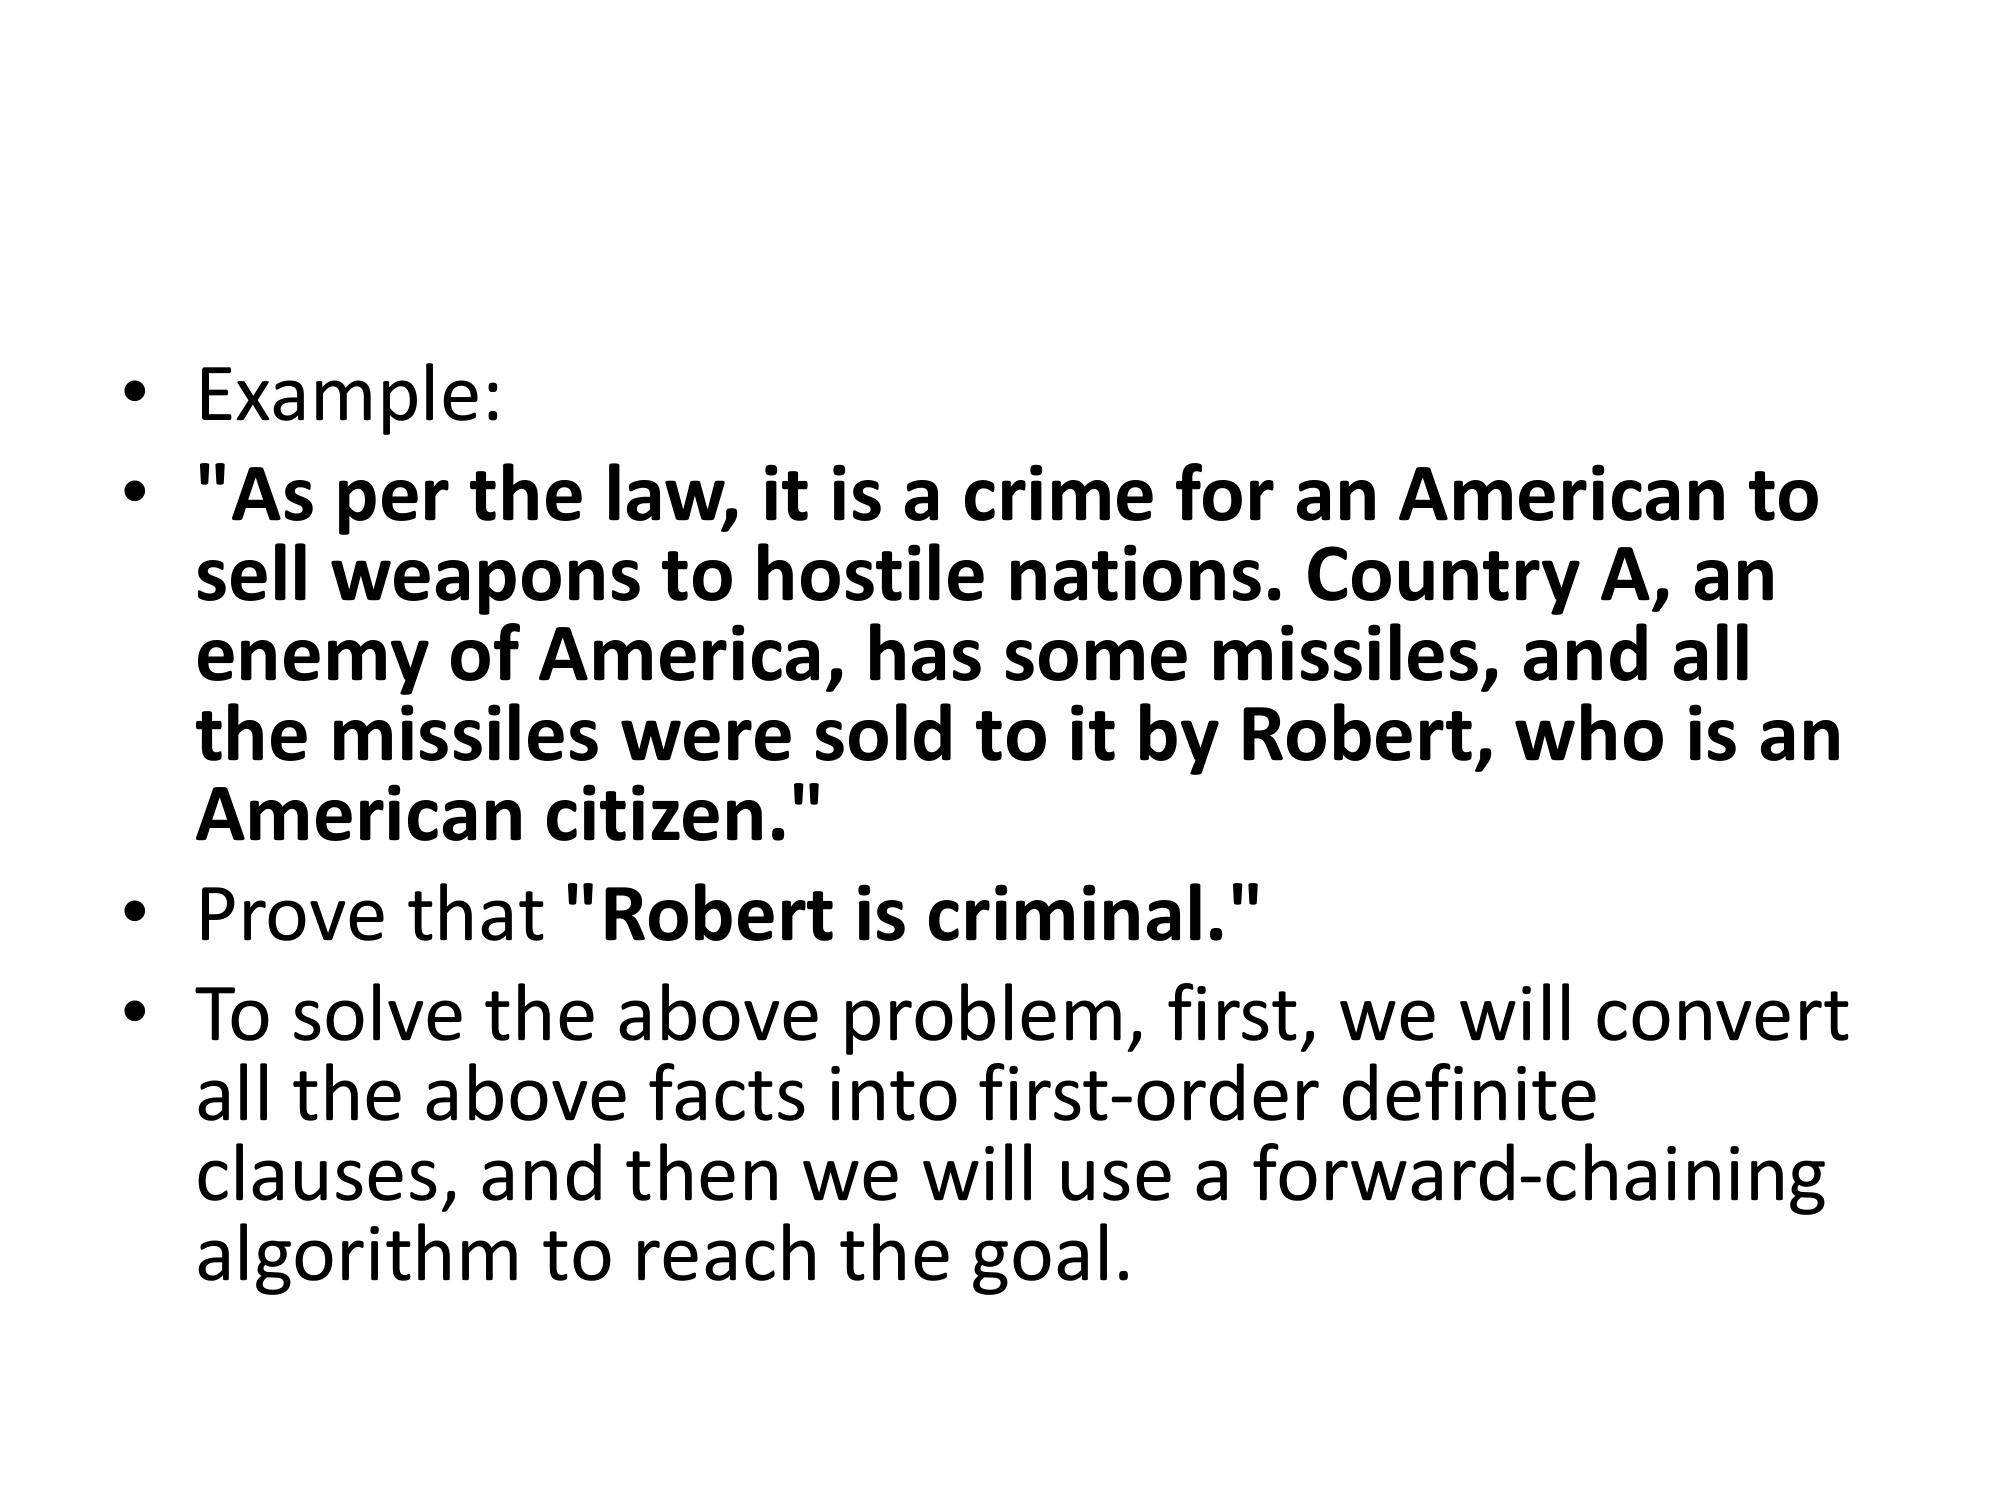 • Example:
• "As per the law, it is a crime for an American to
sell weapons to hostile nations. Country A, an
enemy of America, has some missiles, and all
the missiles were sold to it by Robert, who is an
American citizen."
• Prove that "Robert is criminal."
• To solve the above problem, first, we will convert
all the above facts into first-order definite
clauses, and then we will use a forward-chaining
algorithm to reach the goal.